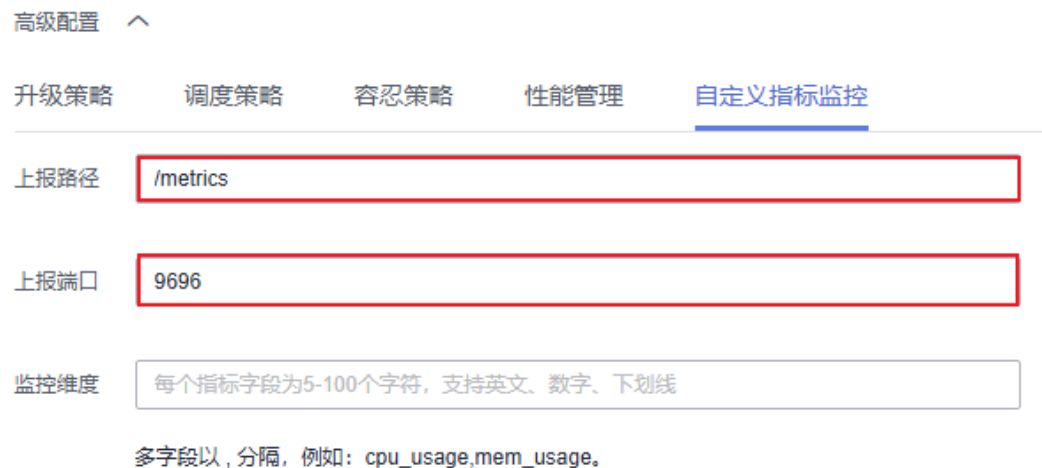 高级配置
升级策略 调度策略 容忍策略 性能管理 自定义指标监控
上报路径 /metrics
上报端口 9696
监控维度 每个指标字段为5-100个字符，支持英文、数字、下划线
多字段以 , 分隔，例如：cpu_usage,mem_usage。